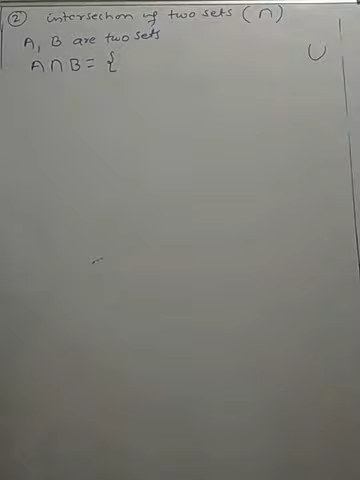 ② intersection of two sets (∩)
A, B are two sets
A ∩ B = {
∪